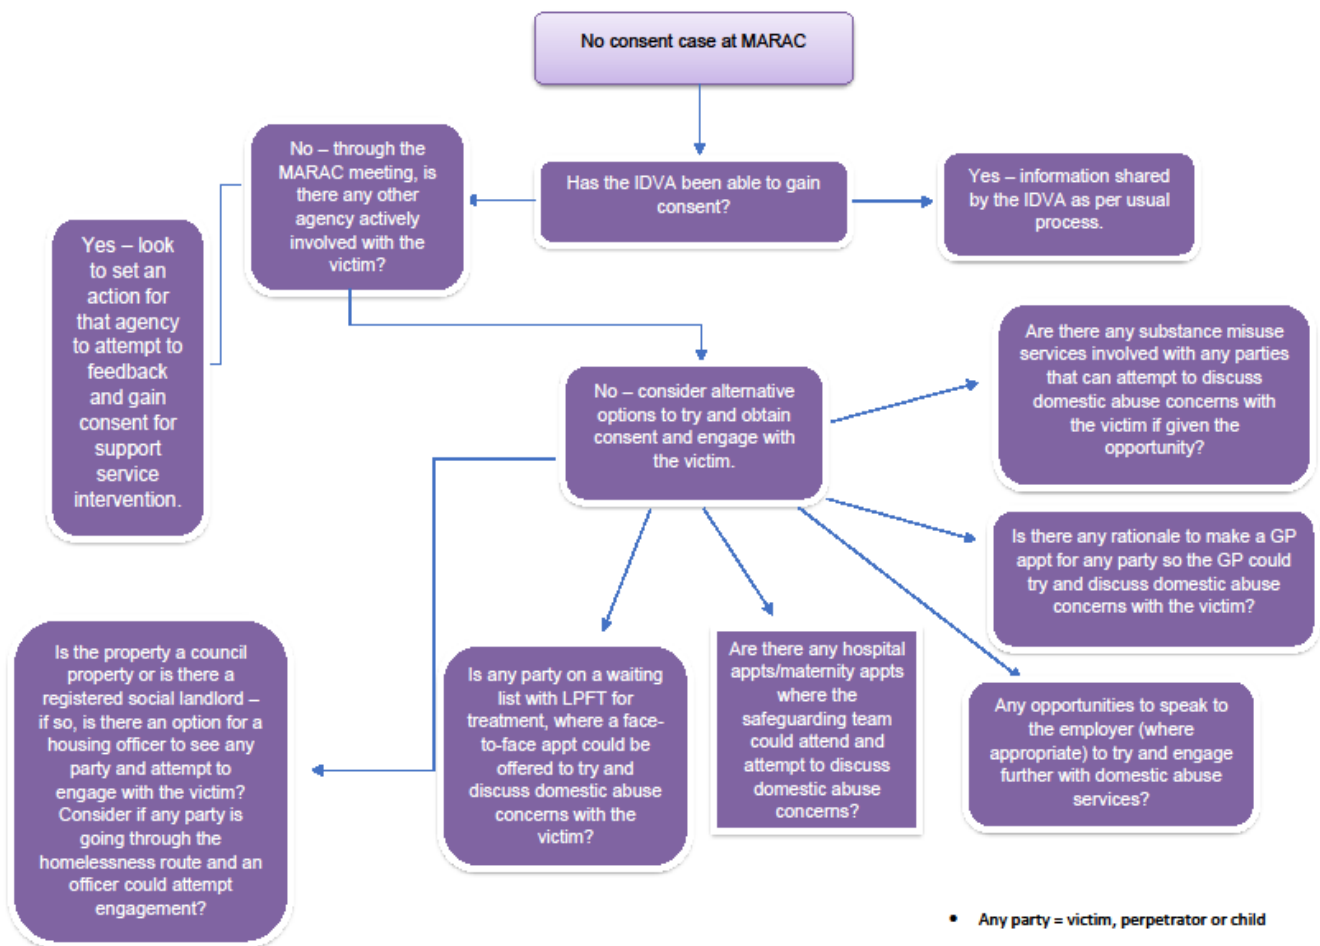 No consent case at MARAC
No – through the
MARAC meeting, is
there any other
agency actively
involved with the
victim?
Has the IDVA been able to gain
consent?
Yes – information shared
by the IDVA as per usual
process.
Yes – look
to set an
action for
that agency
to attempt to
feedback
and gain
consent for
support
service
intervention.
No – consider alternative
options to try and obtain
consent and engage with
the victim.
Are there any substance misuse
services involved with any parties
that can attempt to discuss
domestic abuse concerns with
the victim if given the
opportunity?
Is there any rationale to make a GP
appt for any party so the GP could
try and discuss domestic abuse
concerns with the victim?
Is the property a council
property or is there a
registered social landlord –
if so, is there an option for a
housing officer to see any
party and attempt to
engage with the victim?
Consider if any party is
going through the
homelessness route and an
officer could attempt
engagement?
Is any party on a waiting
list with LPFT for
treatment, where a face-
to-face appt could be
offered to try and
discuss domestic abuse
concerns with the
victim?
Are there any hospital
appts/maternity appts
where the
safeguarding team
could attend and
attempt to discuss
domestic abuse
concerns?
Any opportunities to speak to
the employer (where
appropriate) to try and engage
further with domestic abuse
services?
• Any party = victim, perpetrator or child